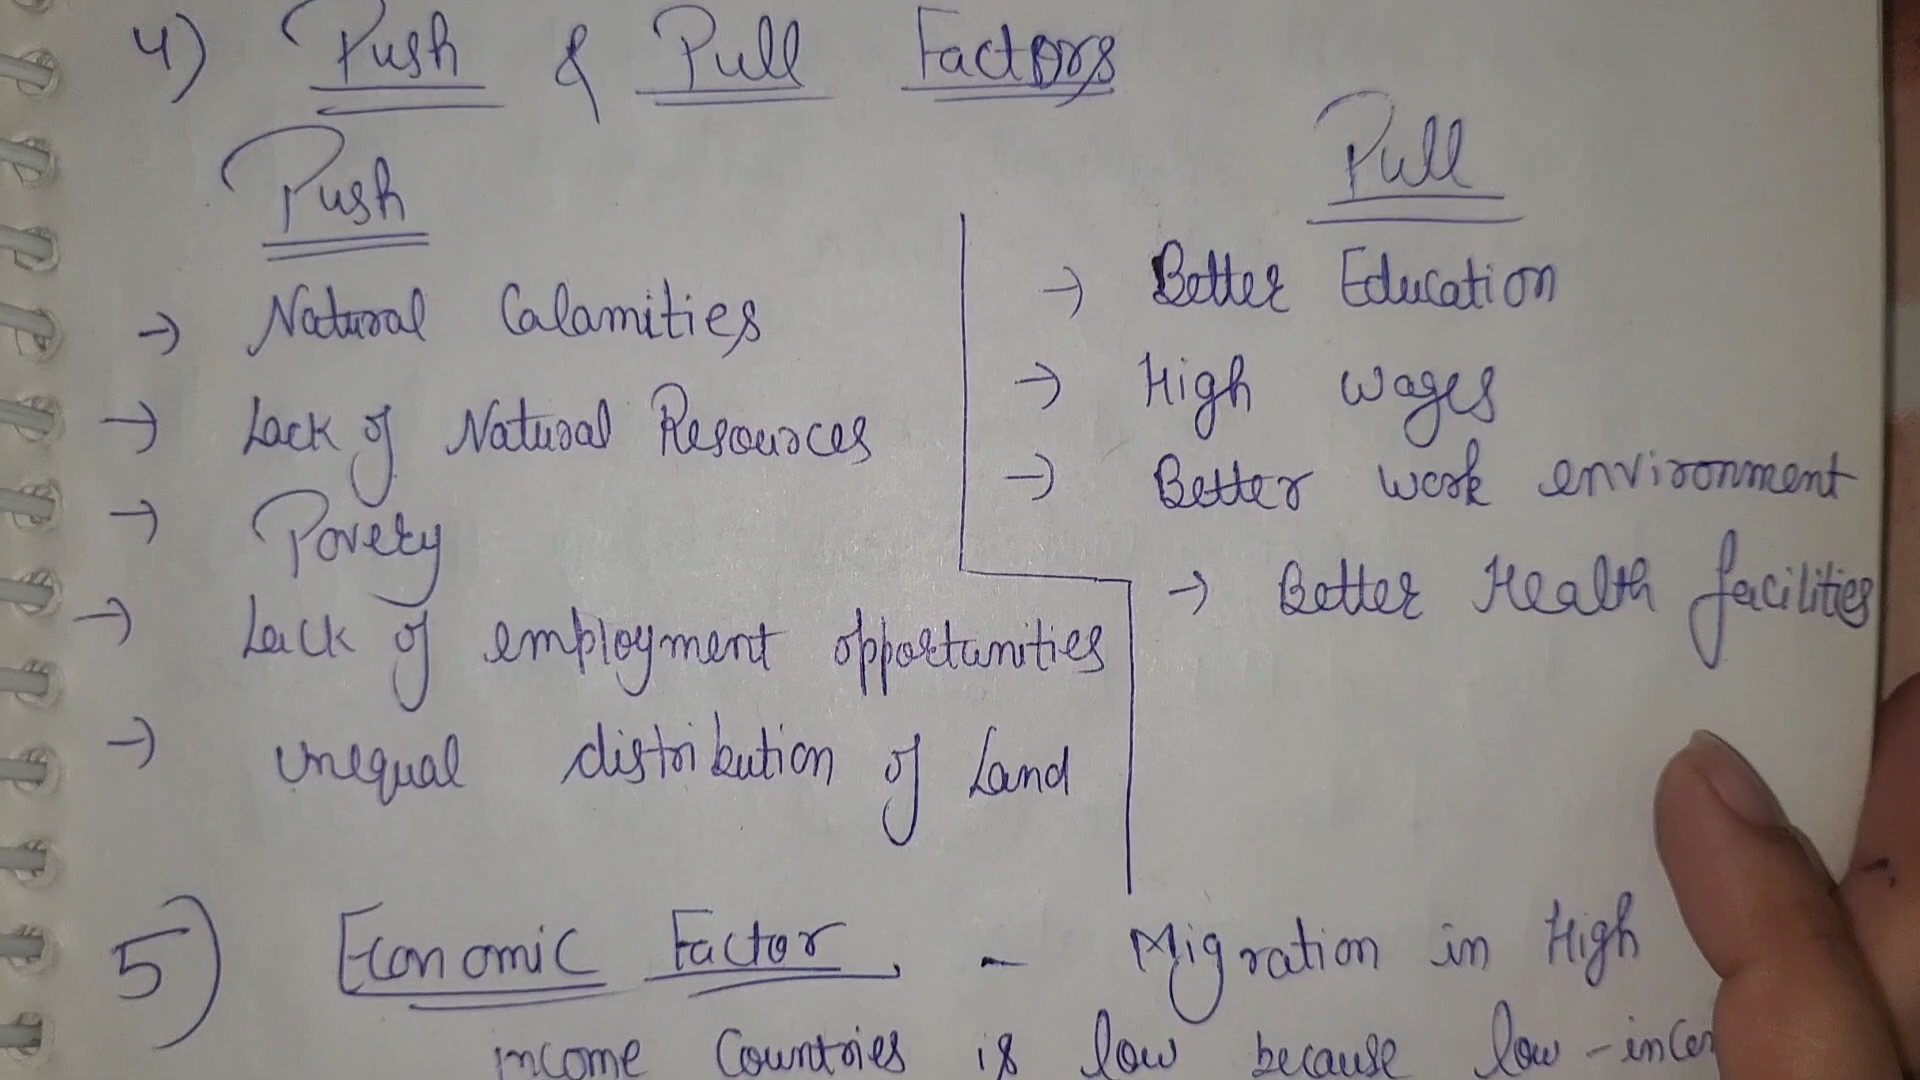 4) Push & Pull Factors
Push
→ Natural Calamities
→ Lack of Natural Resources
→ Povery
→ Lack of employment opportunities
→ unequal distribution of Land
Pull
→ Better Education
→ High wages
→ Better work environment
→ Better Health facilities
5) Economic Factor - Migration in High
income Countries is low because low-